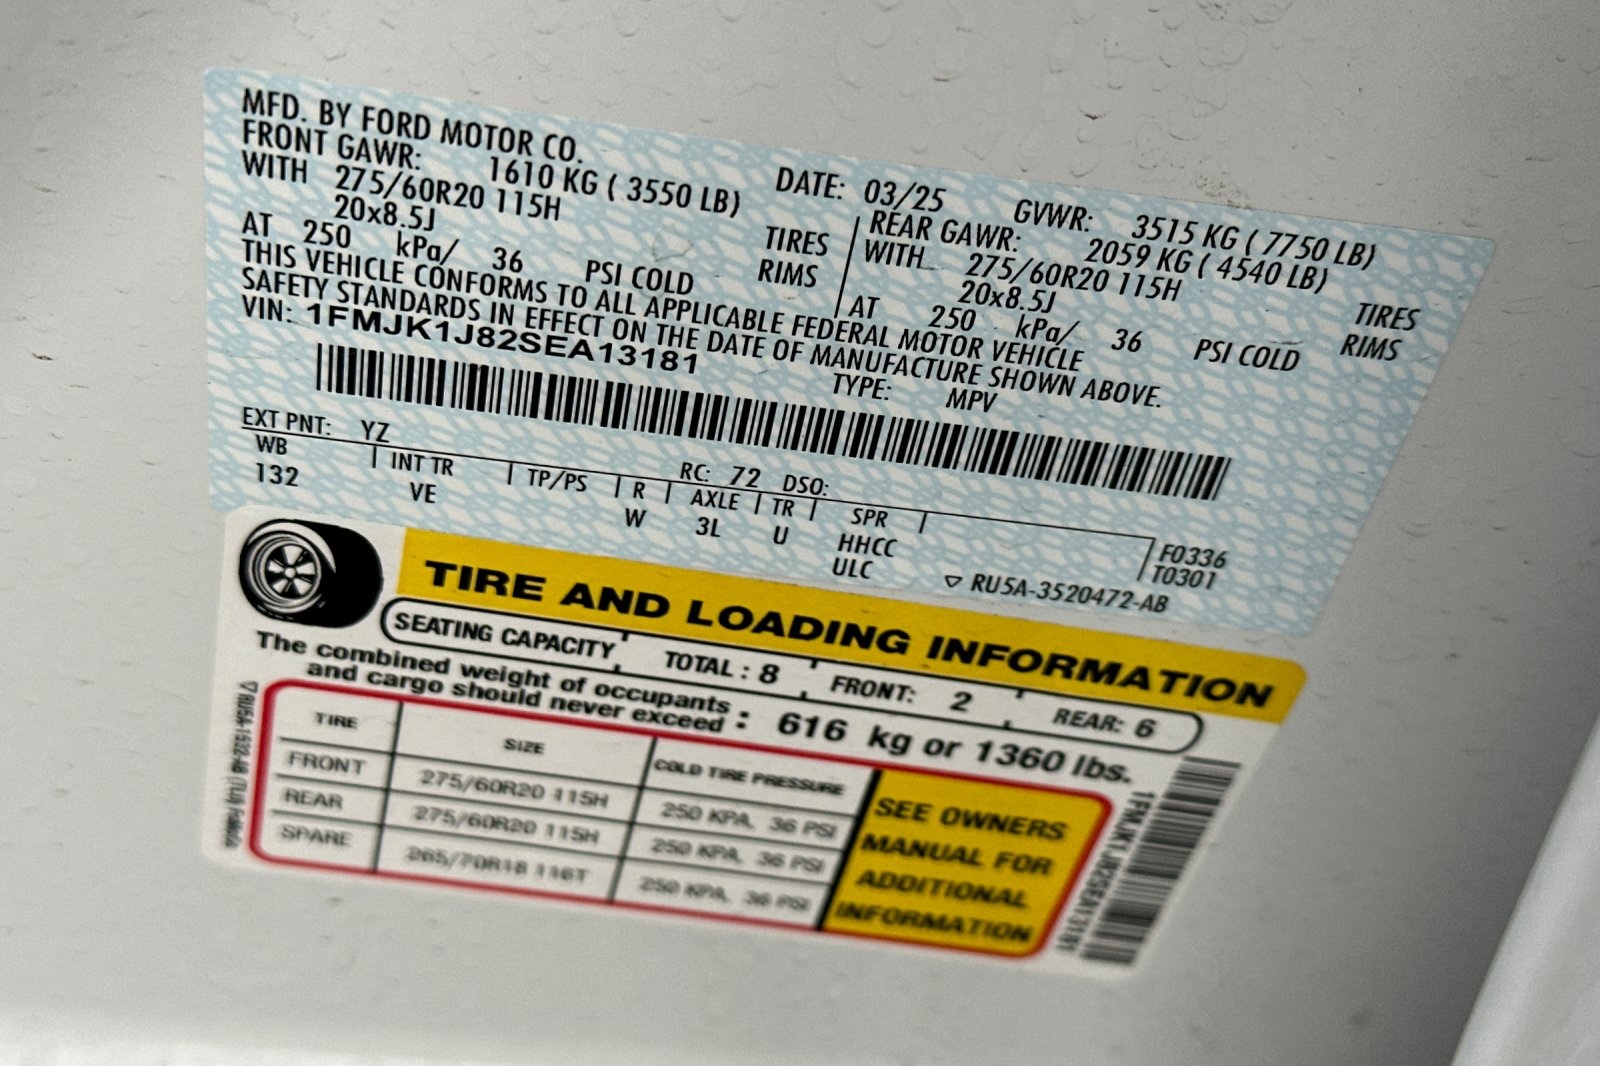 MFD. BY FORD MOTOR CO.
DATE: 03/25 GVWR: 3515 KG ( 7750 LB)
FRONT GAWR: 1610 KG ( 3550 LB)
WITH 275/60R20 115H TIRES
20x8.5J RIMS
AT 250 kPa/ 36 PSI COLD
REAR GAWR: 2059 KG ( 4540 LB)
WITH 275/60R20 115H TIRES
20x8.5J RIMS
AT 250 kPa/ 36 PSI COLD
THIS VEHICLE CONFORMS TO ALL APPLICABLE FEDERAL MOTOR VEHICLE
SAFETY STANDARDS IN EFFECT ON THE DATE OF MANUFACTURE SHOWN ABOVE.
VIN: 1FMJK1J82SEA13181
TYPE: MPV
EXT PNT: YZ RC: 72 DSO:
WB INT TR TP/PS R AXLE TR SPR
132 VE W 3L U HHCC
ULC
F0336
T0301
▽ RU5A-3520472-AB
TIRE AND LOADING INFORMATION
SEATING CAPACITY TOTAL : 8 FRONT: 2 REAR: 6
The combined weight of occupants
and cargo should never exceed : 616 kg or 1360 lbs.
TIRE SIZE COLD TIRE PRESSURE
FRONT 275/60R20 115H 250 KPA, 36 PSI
REAR 275/60R20 115H 250 KPA, 36 PSI
SPARE 265/70R18 116T 250 KPA, 36 PSI
SEE OWNERS
MANUAL FOR
ADDITIONAL
INFORMATION
1FMJK1J82SEA13181